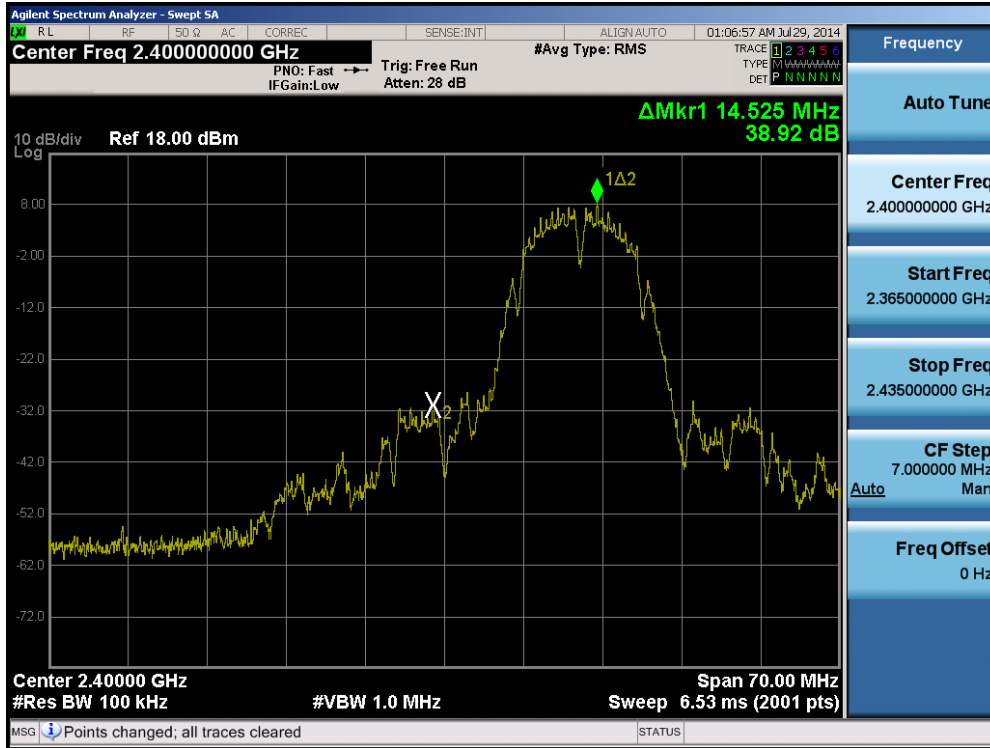 Agilent Spectrum Analyzer - Swept SA
LXI RL RF 50 Ω AC CORREC SENSE:INT ALIGN AUTO 01:06:57 AM Jul 29, 2014
Center Freq 2.400000000 GHz #Avg Type: RMS TRACE 1 2 3 4 5 6
PNO: Fast Trig: Free Run TYPE M WWWWW
IFGain:Low Atten: 28 dB DET P N N N N N
ΔMkr1 14.525 MHz
10 dB/div Ref 18.00 dBm 38.92 dB
Log
1Δ2
8.00
-2.00
-12.0
-22.0
-32.0
X2
-42.0
-52.0
-62.0
-72.0
Center 2.40000 GHz Span 70.00 MHz
#Res BW 100 kHz #VBW 1.0 MHz Sweep 6.53 ms (2001 pts)
MSG Points changed; all traces cleared STATUS
Frequency
Auto Tune
Center Freq
2.400000000 GHz
Start Freq
2.365000000 GHz
Stop Freq
2.435000000 GHz
CF Step
7.000000 MHz
Auto Man
Freq Offset
0 Hz